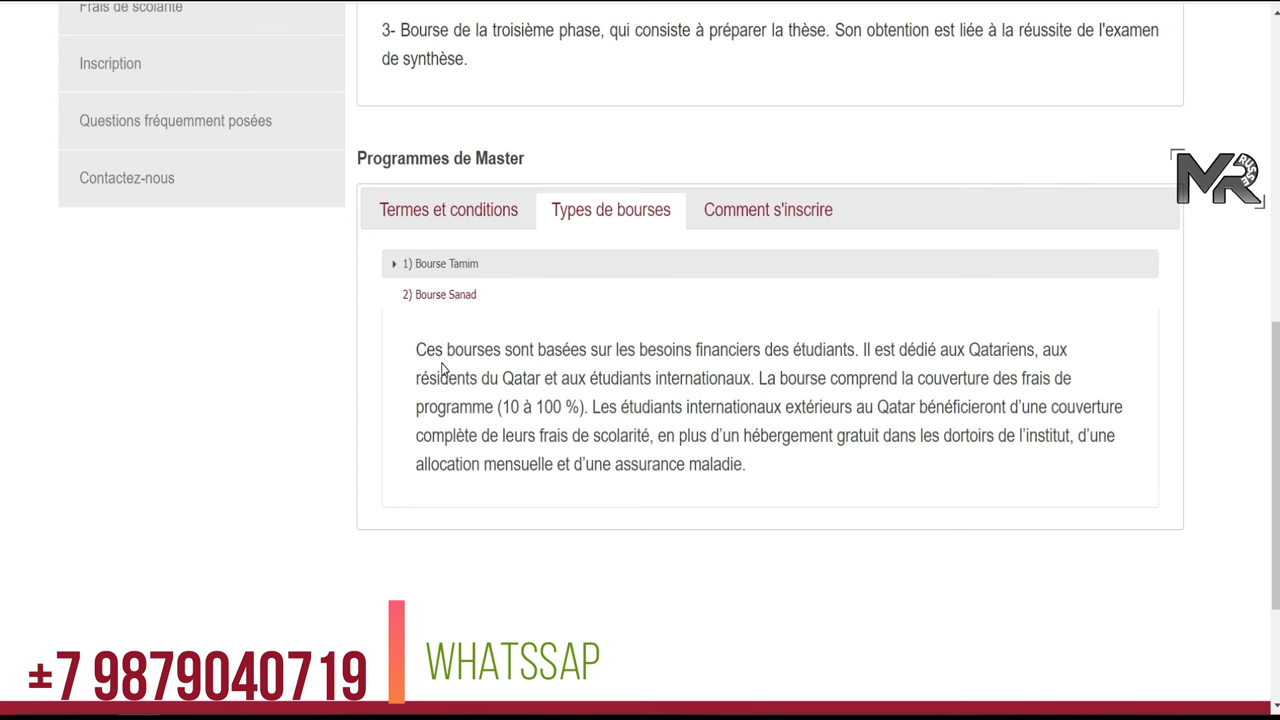 Frais de scolarité
Inscription
Questions fréquemment posées
Contactez-nous
3- Bourse de la troisième phase, qui consiste à préparer la thèse. Son obtention est liée à la réussite de l'examen
de synthèse.
Programmes de Master
Termes et conditions
Types de bourses
Comment s'inscrire
1) Bourse Tamim
2) Bourse Sanad
Ces bourses sont basées sur les besoins financiers des étudiants. Il est dédié aux Qatariens, aux
résidents du Qatar et aux étudiants internationaux. La bourse comprend la couverture des frais de
programme (10 à 100 %). Les étudiants internationaux extérieurs au Qatar bénéficieront d’une couverture
complète de leurs frais de scolarité, en plus d’un hébergement gratuit dans les dortoirs de l’institut, d’une
allocation mensuelle et d’une assurance maladie.
MR
RUSSIE
±7 9879040719
WHATSSAP